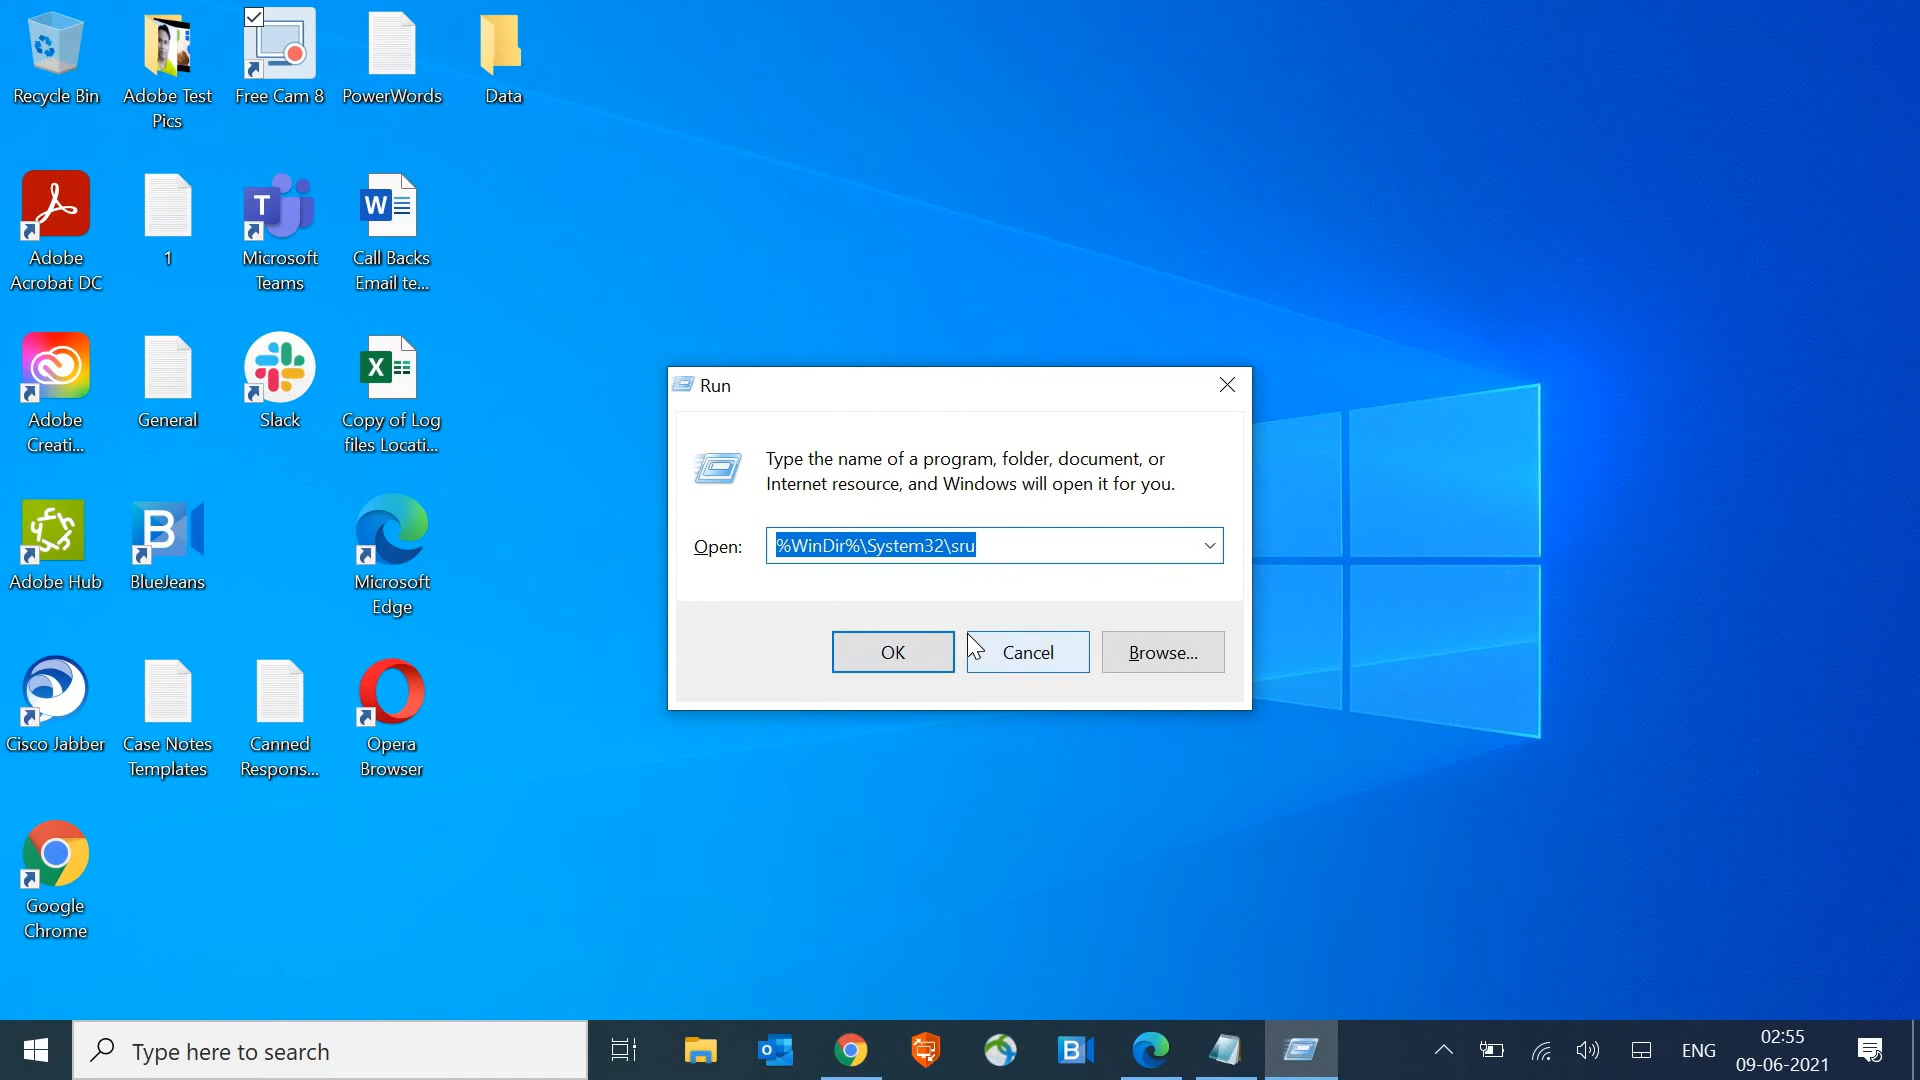 Recycle Bin
Adobe Test
Pics
Free Cam 8
PowerWords
Data
Adobe
Acrobat DC
1
T
Microsoft
Teams
W
Call Backs
Email te...
Adobe
Creati...
General
Slack
X
Copy of Log
files Locati...
Adobe Hub
B
BlueJeans
Microsoft
Edge
Cisco Jabber
Case Notes
Templates
Canned
Respons...
Opera
Browser
Google
Chrome
Run
Type the name of a program, folder, document, or
Internet resource, and Windows will open it for you.
Open:
%WinDir%\System32\sru
OK
Cancel
Browse...
Type here to search
B
ENG
02:55
09-06-2021